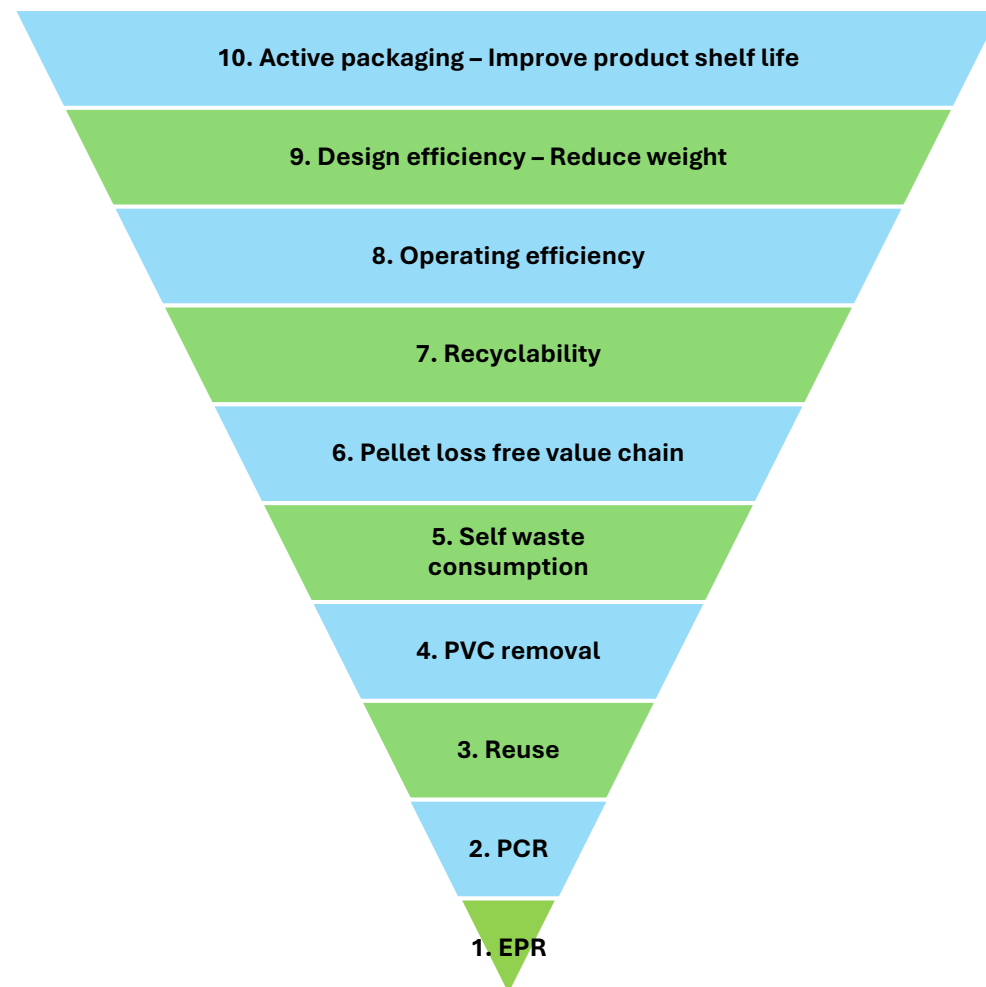 10. Active packaging – Improve product shelf life
9. Design efficiency – Reduce weight
8. Operating efficiency
7. Recyclability
6. Pellet loss free value chain
5. Self waste
consumption
4. PVC removal
3. Reuse
2. PCR
1. EPR